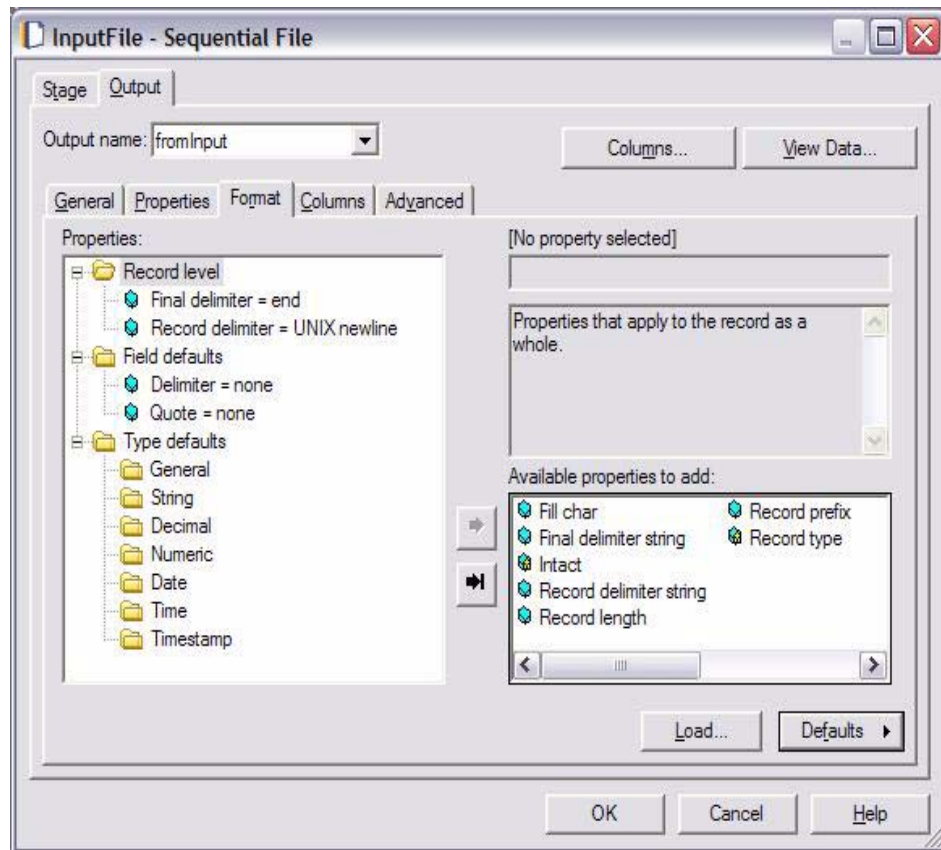 InputFile - Sequential File
Stage
Output
Output name:
fromInput
Columns...
View Data...
General
Properties
Format
Columns
Advanced
Properties:
Record level
Final delimiter = end
Record delimiter = UNIX newline
Field defaults
Delimiter = none
Quote = none
Type defaults
General
String
Decimal
Numeric
Date
Time
Timestamp
[No property selected]
Properties that apply to the record as a
whole.
Available properties to add:
Fill char
Final delimiter string
Intact
Record delimiter string
Record length
Record prefix
Record type
Load...
Defaults
OK
Cancel
Help